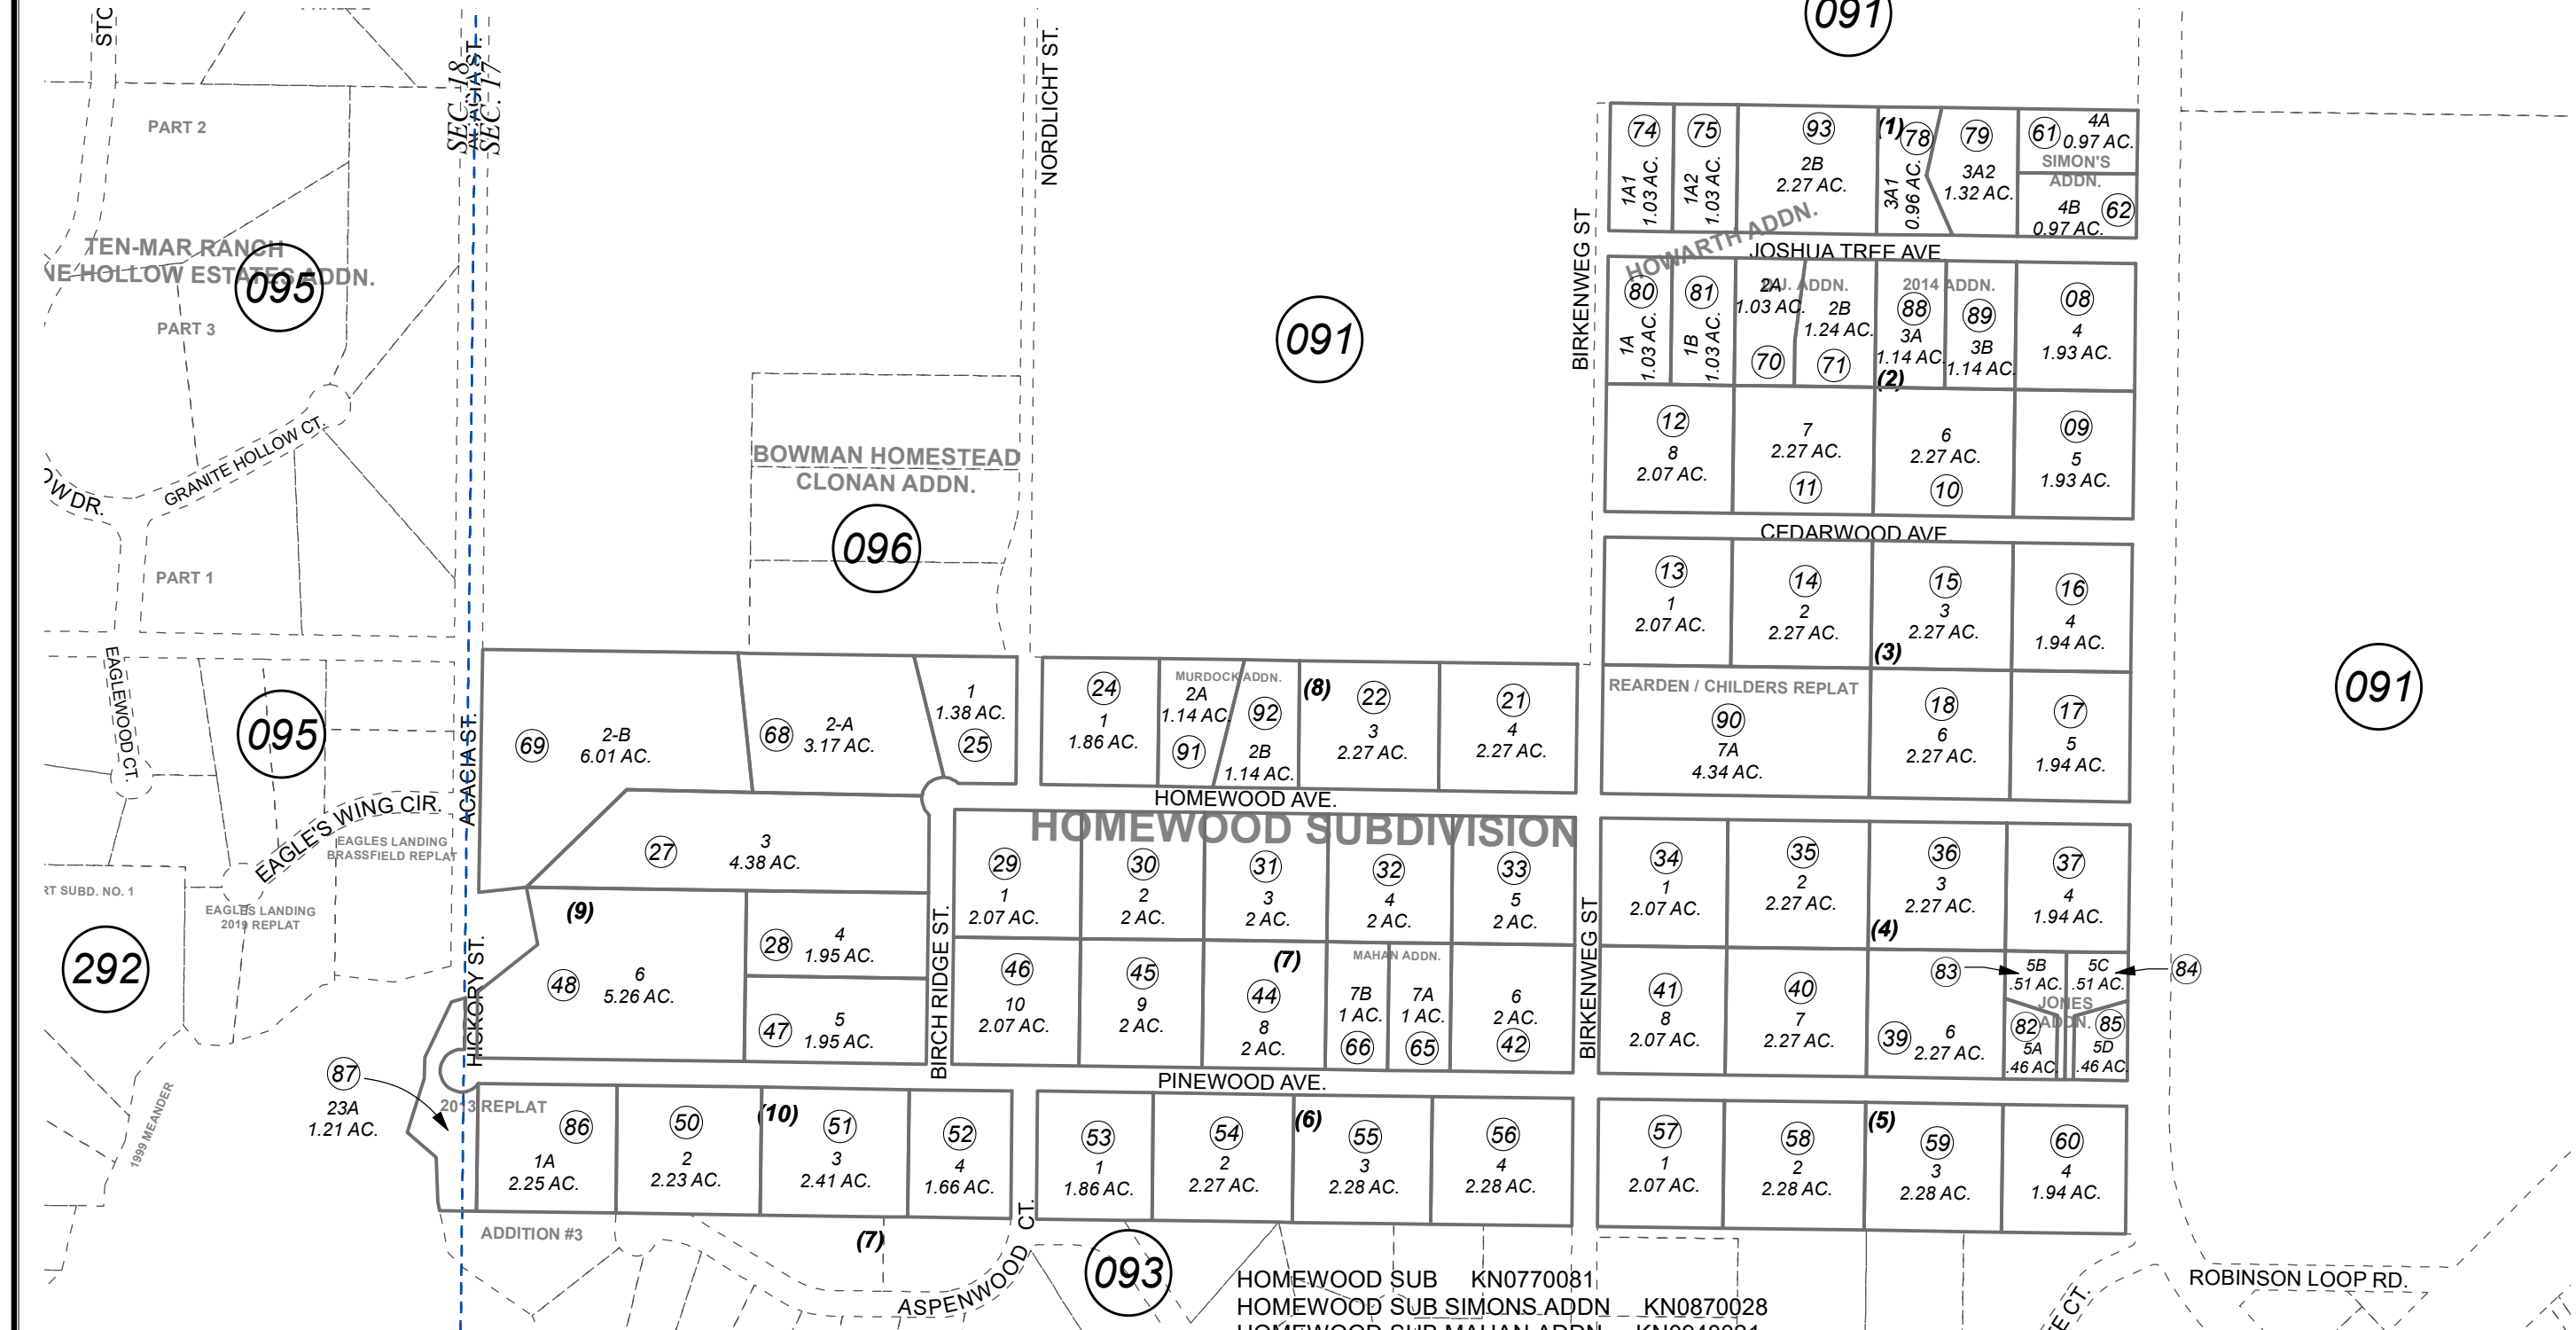 091
STO
SEC. 18
ACACIA ST.
SEC. 17
NORDLICHT ST.
PART 2
TEN-MAR RANCH
NE HOLLOW ESTATES ADDN.
095
PART 3
GRANITE HOLLOW CT.
OW DR.
PART 1
EAGLEWOOD CT.
095
EAGLE'S WING CIR.
EAGLES LANDING
BRASSFIELD REPLAT
RT SUBD. NO. 1
EAGLES LANDING
2019 REPLAT
292
1999 MEANDER
BOWMAN HOMESTEAD
CLONAN ADDN.
096
091
BIRKENWEG ST
74
1A1
1.03 AC.
75
1A2
1.03 AC.
93
2B
2.27 AC.
(1)
78
3A1
0.96 AC.
79
3A2
1.32 AC.
61
4A
0.97 AC.
SIMON'S
ADDN.
4B
62
0.97 AC.
HOWARTH ADDN.
JOSHUA TREE AVE
80
1A
1.03 AC.
81
1B
1.03 AC.
2A
1.03 AC.
70
J. ADDN.
2B
1.24 AC.
71
2014 ADDN.
88
3A
1.14 AC.
(2)
89
3B
1.14 AC.
08
4
1.93 AC.
12
8
2.07 AC.
7
2.27 AC.
11
6
2.27 AC.
10
09
5
1.93 AC.
CEDARWOOD AVE.
13
1
2.07 AC.
14
2
2.27 AC.
15
3
2.27 AC.
(3)
16
4
1.94 AC.
REARDEN / CHILDERS REPLAT
90
7A
4.34 AC.
18
6
2.27 AC.
17
5
1.94 AC.
091
ACACIA ST.
69
2-B
6.01 AC.
68
2-A
3.17 AC.
1
1.38 AC.
25
24
1
1.86 AC.
MURDOCK ADDN.
2A
1.14 AC.
91
92
2B
1.14 AC.
(8)
22
3
2.27 AC.
21
4
2.27 AC.
HOMEWOOD AVE.
HOMEWOOD SUBDIVISION
27
3
4.38 AC.
(9)
28
4
1.95 AC.
48
6
5.26 AC.
47
5
1.95 AC.
HICKORY ST.
BIRCH RIDGE ST.
29
1
2.07 AC.
30
2
2 AC.
31
3
2 AC.
32
4
2 AC.
33
5
2 AC.
46
10
2.07 AC.
45
9
2 AC.
(7)
44
8
2 AC.
MAHAN ADDN.
7B
1 AC.
66
7A
1 AC.
65
6
2 AC.
42
BIRKENWEG ST
34
1
2.07 AC.
35
2
2.27 AC.
36
3
2.27 AC.
(4)
37
4
1.94 AC.
41
8
2.07 AC.
40
7
2.27 AC.
83
39
6
2.27 AC.
5B
.51 AC.
5C
.51 AC.
84
JONES
ADDN.
82
5A
.46 AC
85
5D
.46 AC
PINEWOOD AVE.
87
23A
1.21 AC.
2013 REPLAT
86
1A
2.25 AC.
50
2
2.23 AC.
(10)
51
3
2.41 AC.
52
4
1.66 AC.
53
1
1.86 AC.
54
2
2.27 AC.
(6)
55
3
2.28 AC.
56
4
2.28 AC.
57
1
2.07 AC.
58
2
2.28 AC.
(5)
59
3
2.28 AC.
60
4
1.94 AC.
ADDITION #3
(7)
ASPENWOOD CT.
093
HOMEWOOD SUB KN0770081
HOMEWOOD SUB SIMONS ADDN KN0870028
HOMEWOOD SUB MAHAN ADDN
ROBINSON LOOP RD.
E CT.